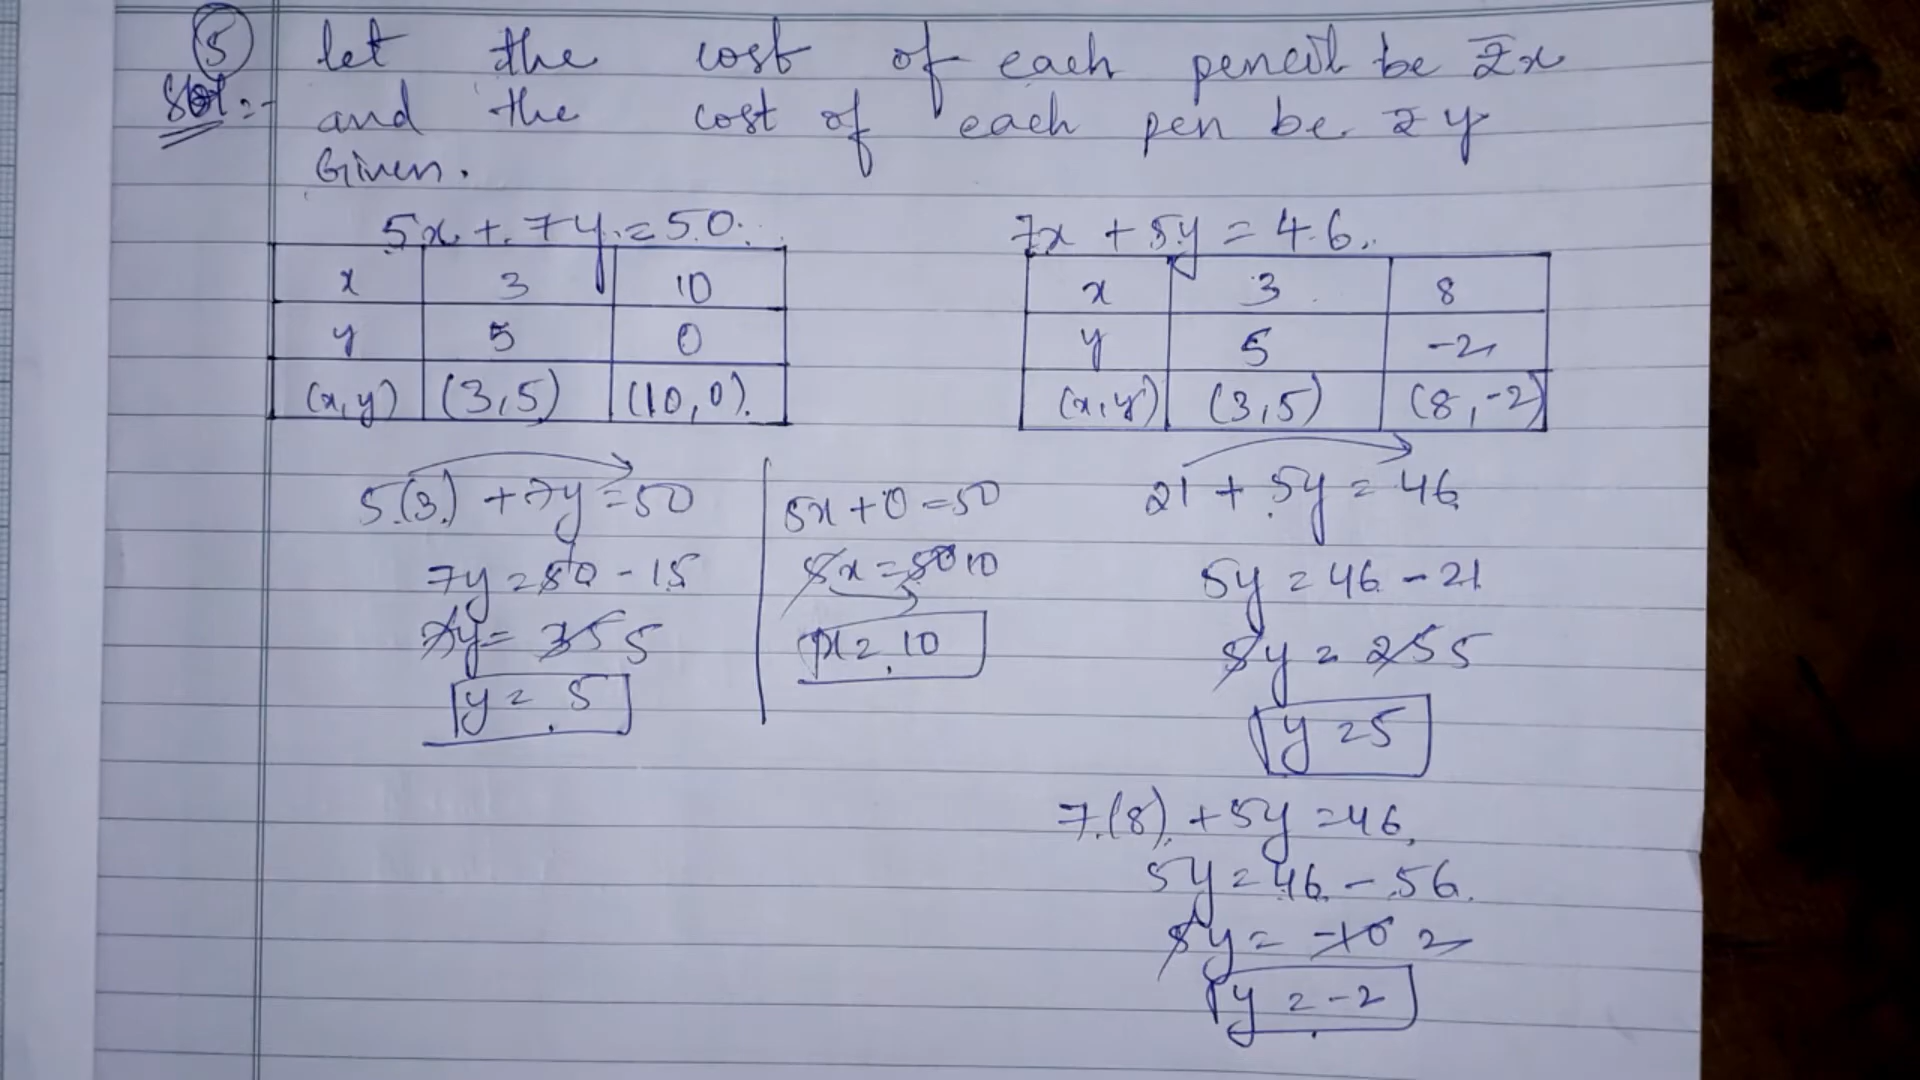 5 let the cost of each pencil be ₹x
Sol:- and the cost of each pen be ₹y
Given.
5x + 7y = 50.
x 3 10
y 5 0
(x,y) (3,5) (10,0).
7x + 5y = 46.
x 3 8
y 5 -2
(x,y) (3,5) (8,-2)
5(3) + 7y = 50
7y = 50 - 15
7y = 35 5
y = 5
5x + 0 = 50
5x = 50 10
x = 10
21 + 5y = 46
5y = 46 - 21
5y = 25 5
y = 5
7(8) + 5y = 46
5y = 46 - 56
5y = -10 2
y = -2